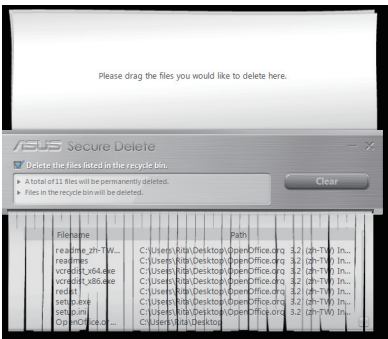 Please drag the files you would like to delete here.
ASUS Secure Delete
Delete the files listed in the recycle bin.
A total of 11 files will be permanently deleted.
Files in the recycle bin will be deleted.
Clear
Filename Path
readme_zh-TW... C:\Users\Rita\Desktop\OpenOffice.org 3.2 (zh-TW) In...
readmes C:\Users\Rita\Desktop\OpenOffice.org 3.2 (zh-TW) In...
vcredist_x64.exe C:\Users\Rita\Desktop\OpenOffice.org 3.2 (zh-TW) In...
vcredist_x86.exe C:\Users\Rita\Desktop\OpenOffice.org 3.2 (zh-TW) In...
redist C:\Users\Rita\Desktop\OpenOffice.org 3.2 (zh-TW) In...
setup.exe C:\Users\Rita\Desktop\OpenOffice.org 3.2 (zh-TW) In...
setup.ini C:\Users\Rita\Desktop\OpenOffice.org 3.2 (zh-TW) In...
OpenOffice.or... C:\Users\Rita\Desktop